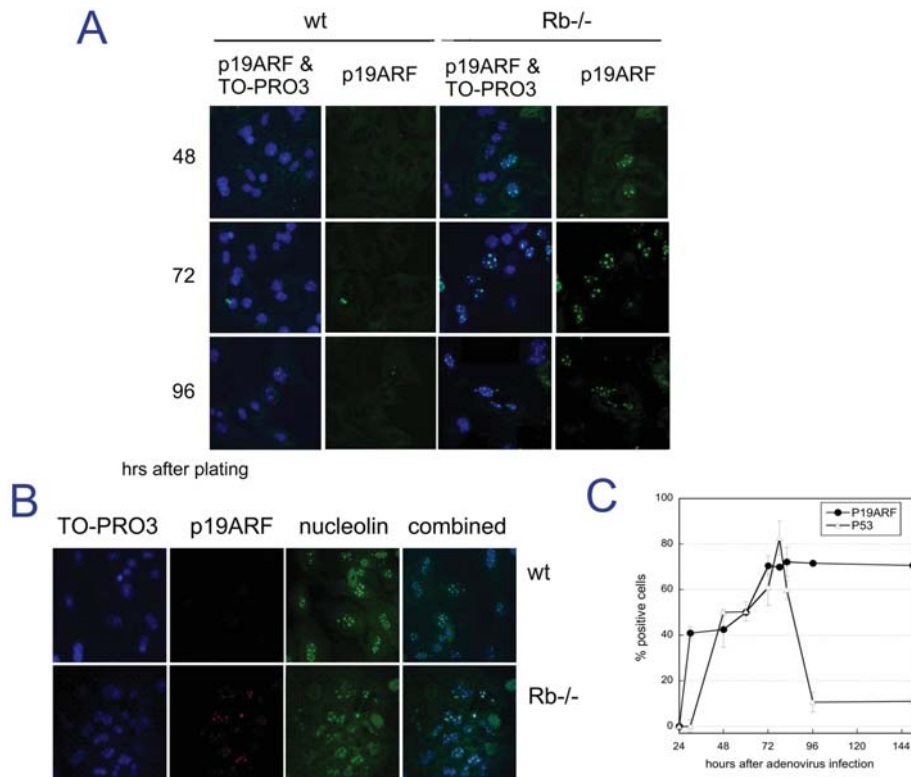 A
wt Rb-/-
p19ARF & TO-PRO3 p19ARF p19ARF & TO-PRO3 p19ARF
48
72
96
hrs after plating
B
TO-PRO3 p19ARF nucleolin combined
wt
Rb-/-
C
100
80
60
40
20
0
% positive cells
P19ARF
P53
24 48 72 96 120 144
hours after adenovirus infection